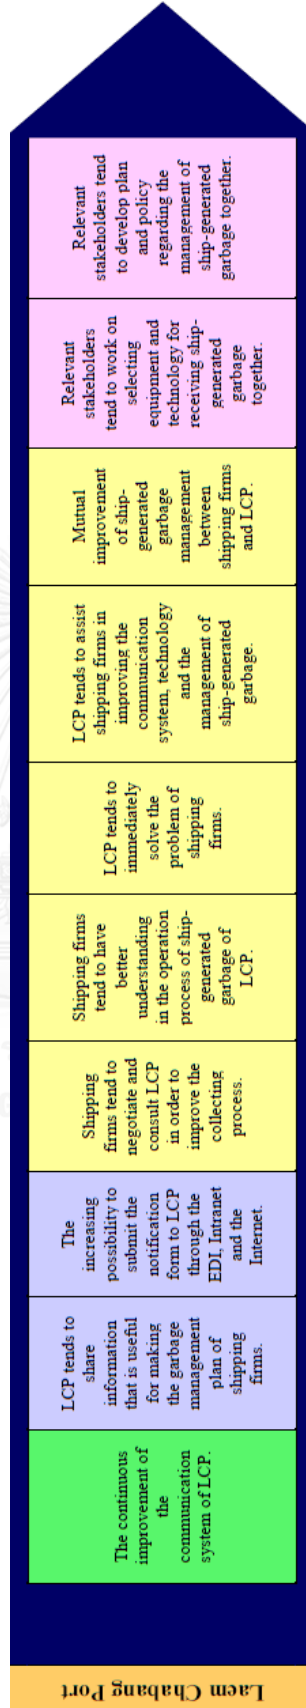 Laem Chabang Port
The continuous
improvement of
the
communication
system of LCP.
LCP tends to
share
information
that is useful
for making
the garbage
management
plan of
shipping
firms.
The
increasing
possibility to
submit the
notification
form to LCP
through the
EDI, Intranet
and the
Internet.
Shipping
firms tend to
negotiate and
consult LCP
in order to
improve the
collecting
process.
Shipping firms
tend to have
better
understanding
in the operation
process of ship-
generated
garbage of
LCP.
LCP tends to
immediately
solve the
problem of
shipping
firms.
LCP tends to assist
shipping firms in
improving the
communication
system, technology
and the
management of
ship-generated
garbage.
Mutual
improvement
of ship-
generated
garbage
management
between
shipping firms
and LCP.
Relevant
stakeholders
tend to work on
selecting
equipment and
technology for
receiving ship-
generated
garbage
together.
Relevant
stakeholders tend
to develop plan
and policy
regarding the
management of
ship-generated
garbage together.